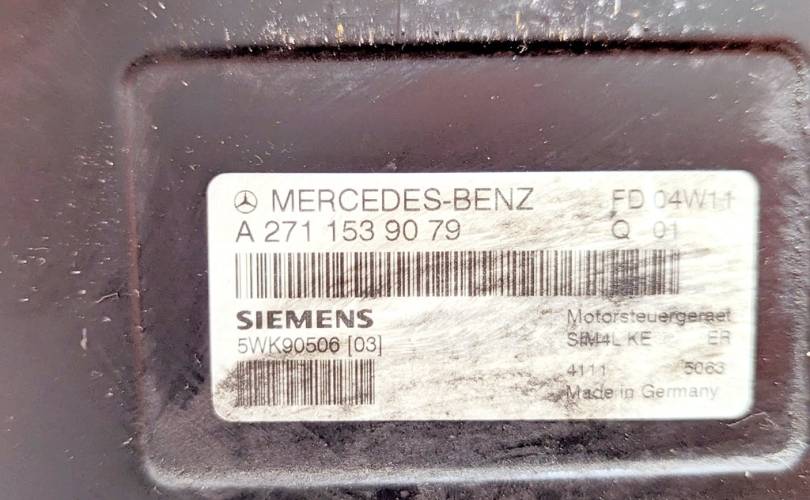 MERCEDES-BENZ FD 04W11
A 271 153 90 79 Q 01
SIEMENS Motorsteuergeraet
5WK90506 [03] SIM4L KE ER
4111 5063
Made in Germany